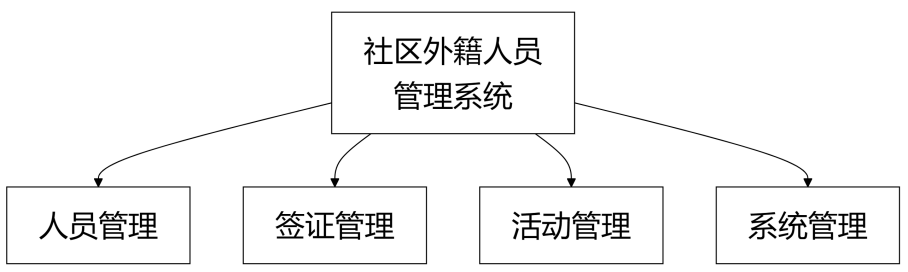 社区外籍人员
管理系统
人员管理
签证管理
活动管理
系统管理